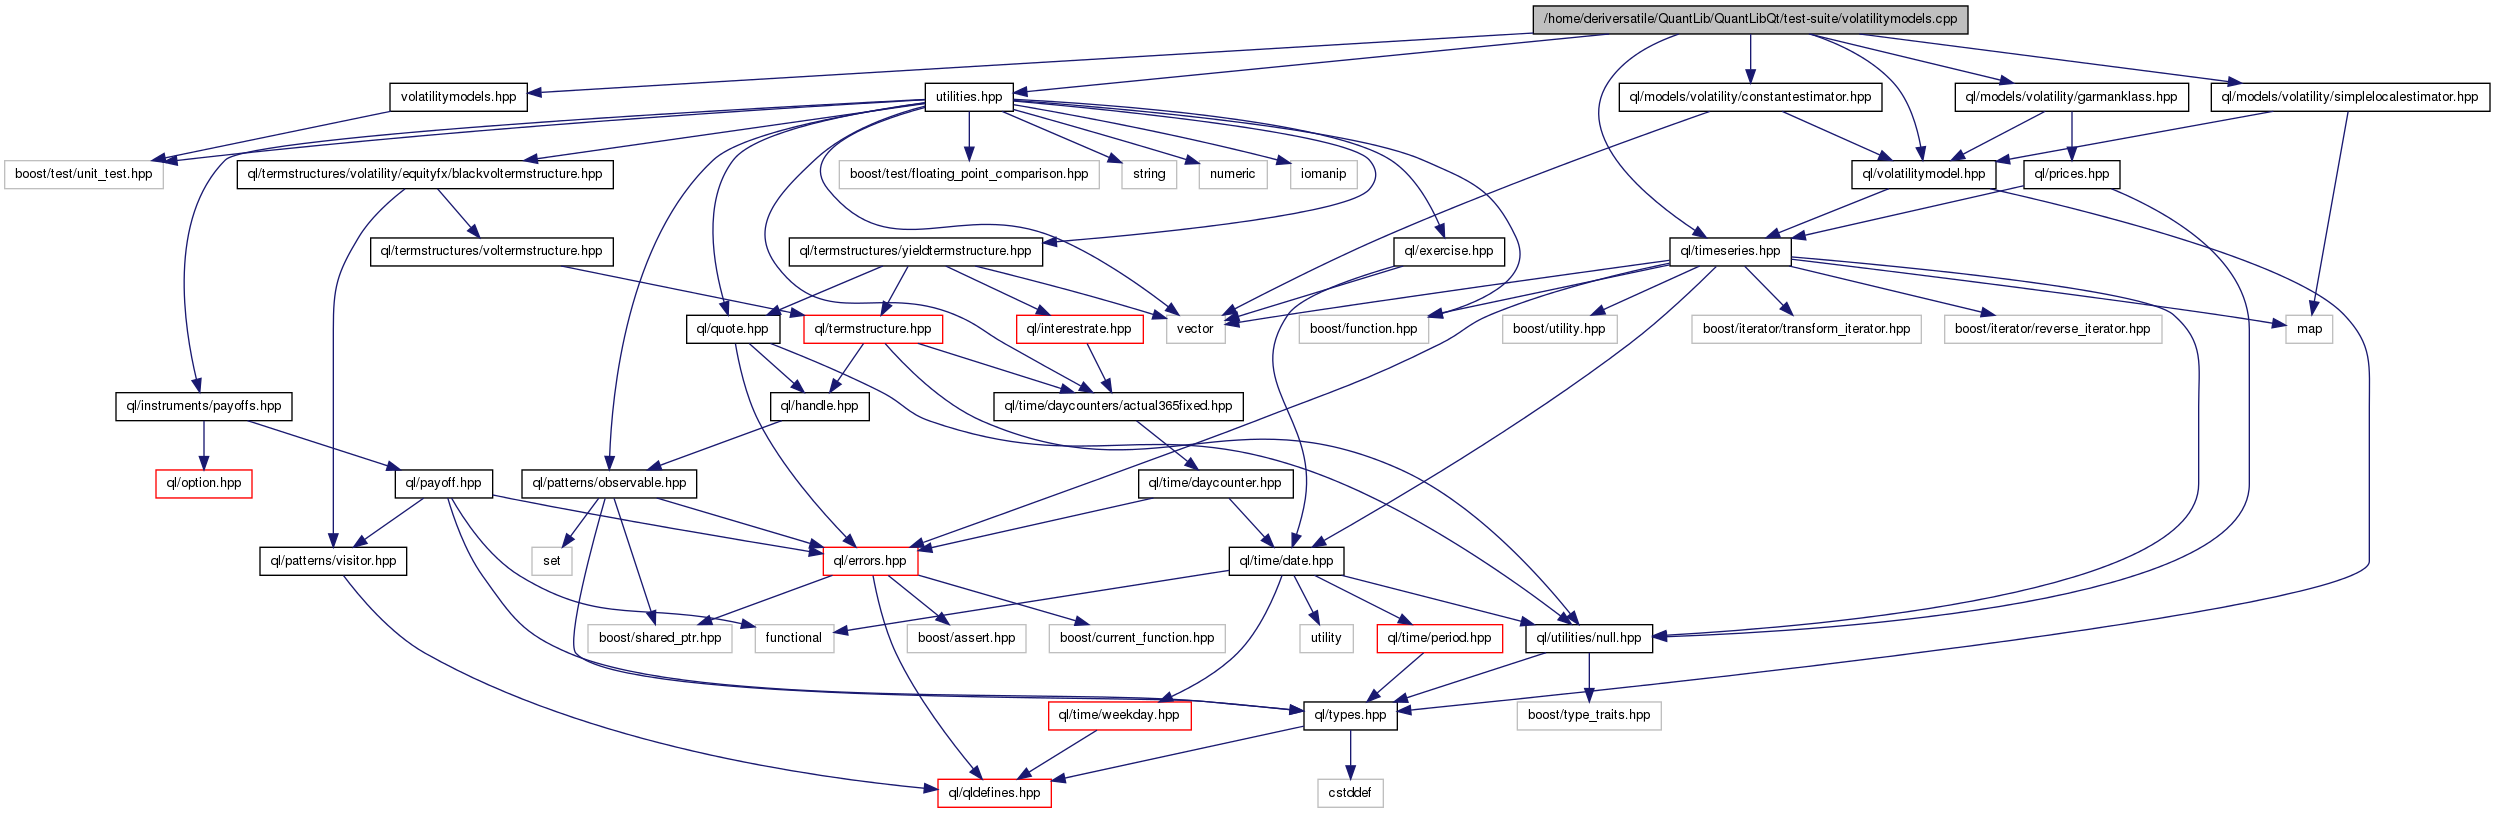 /home/deriversatile/QuantLib/QuantLibQt/test-suite/volatilitymodels.cpp
volatilitymodels.hpp
utilities.hpp
ql/models/volatility/constantestimator.hpp
ql/models/volatility/garmanklass.hpp
ql/models/volatility/simplelocalestimator.hpp
boost/test/unit_test.hpp
ql/termstructures/volatility/equityfx/blackvoltermstructure.hpp
boost/test/floating_point_comparison.hpp
string
numeric
iomanip
ql/volatilitymodel.hpp
ql/prices.hpp
ql/termstructures/voltermstructure.hpp
ql/termstructures/yieldtermstructure.hpp
ql/exercise.hpp
ql/timeseries.hpp
ql/quote.hpp
ql/termstructure.hpp
ql/interestrate.hpp
vector
boost/function.hpp
boost/utility.hpp
boost/iterator/transform_iterator.hpp
boost/iterator/reverse_iterator.hpp
map
ql/instruments/payoffs.hpp
ql/handle.hpp
ql/time/daycounters/actual365fixed.hpp
ql/option.hpp
ql/payoff.hpp
ql/patterns/observable.hpp
ql/time/daycounter.hpp
ql/patterns/visitor.hpp
set
ql/errors.hpp
ql/time/date.hpp
boost/shared_ptr.hpp
functional
boost/assert.hpp
boost/current_function.hpp
utility
ql/time/period.hpp
ql/utilities/null.hpp
ql/time/weekday.hpp
ql/types.hpp
boost/type_traits.hpp
ql/qldefines.hpp
cstddef